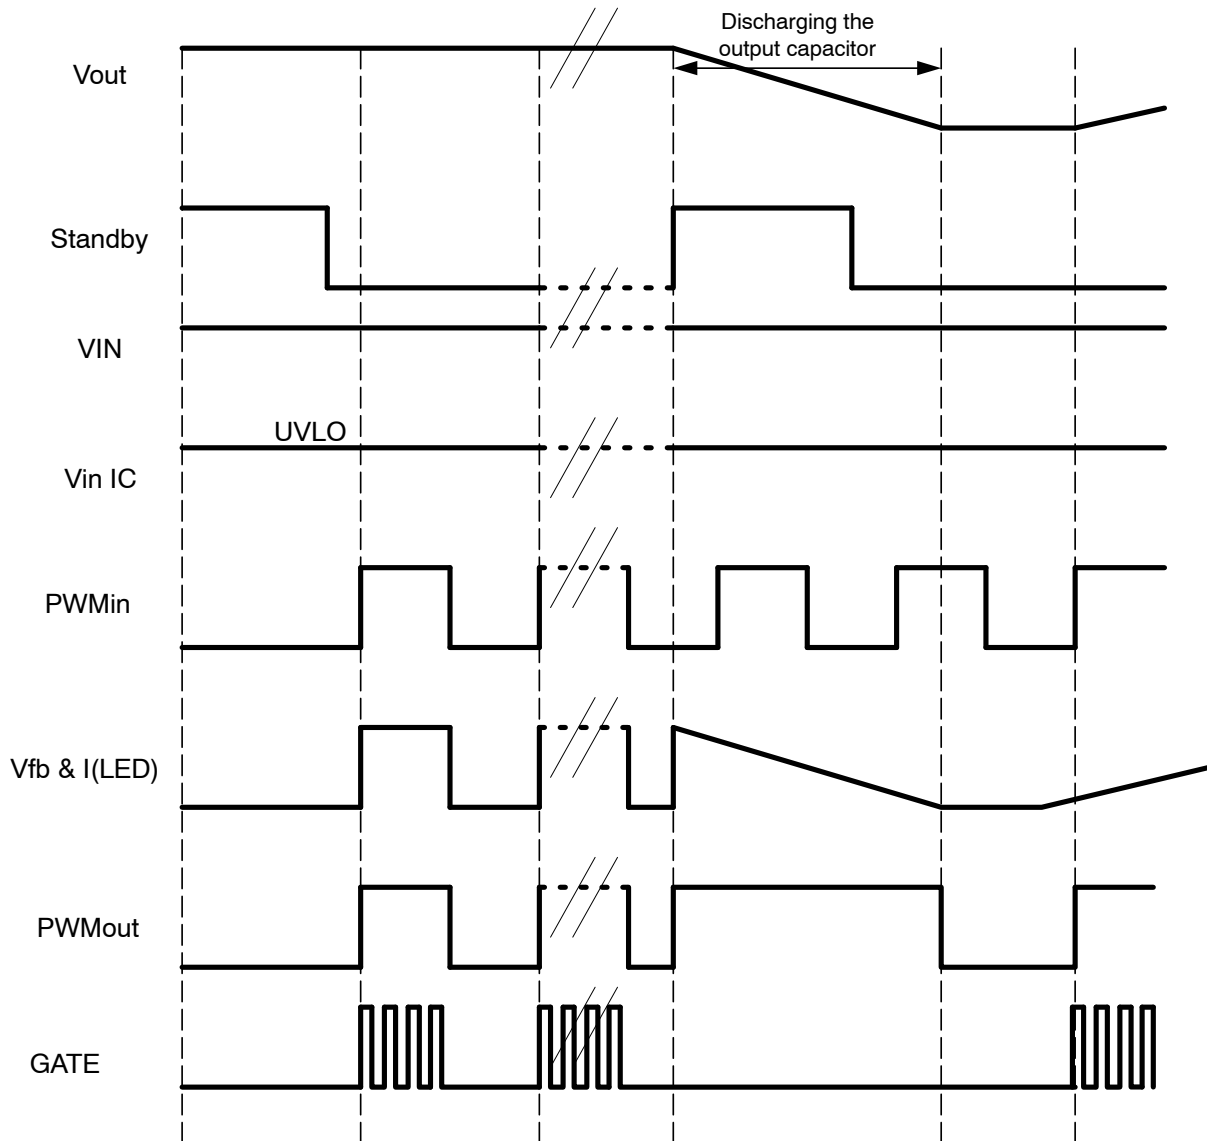 Discharging the
output capacitor
Vout
Standby
VIN
UVLO
Vin IC
PWMin
Vfb & I(LED)
PWMout
GATE